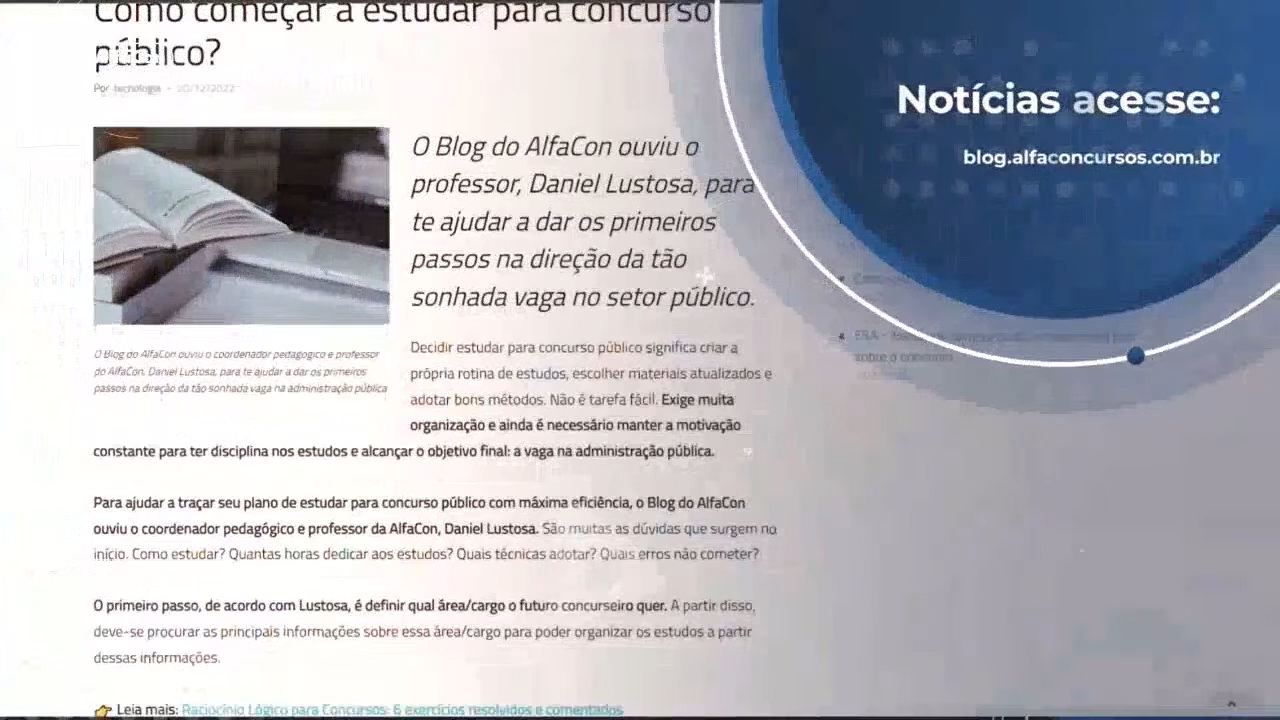 Como começar a estudar para concurso
público?
Por tecnologia - 20/12/2022
Notícias acesse:
blog.alfaconcursos.com.br
O Blog do AlfaCon ouviu o
professor, Daniel Lustosa, para
te ajudar a dar os primeiros
passos na direção da tão
sonhada vaga no setor público.
O Blog do AlfaCon ouviu o coordenador pedagógico e professor
do AlfaCon, Daniel Lustosa, para te ajudar a dar os primeiros
passos na direção da tão sonhada vaga na administração pública
Decidir estudar para concurso público significa criar a
própria rotina de estudos, escolher materiais atualizados e
adotar bons métodos. Não é tarefa fácil. Exige muita
organização e ainda é necessário manter a motivação
constante para ter disciplina nos estudos e alcançar o objetivo final: a vaga na administração pública.
Para ajudar a traçar seu plano de estudar para concurso público com máxima eficiência, o Blog do AlfaCon
ouviu o coordenador pedagógico e professor da AlfaCon, Daniel Lustosa. São muitas as dúvidas que surgem no
início. Como estudar? Quantas horas dedicar aos estudos? Quais técnicas adotar? Quais erros não cometer?
O primeiro passo, de acordo com Lustosa, é definir qual área/cargo o futuro concurseiro quer. A partir disso,
deve-se procurar as principais informações sobre essa área/cargo para poder organizar os estudos a partir
dessas informações.
👉 Leia mais: Raciocínio Lógico para Concursos: 6 exercícios resolvidos e comentados
sobre o concurso